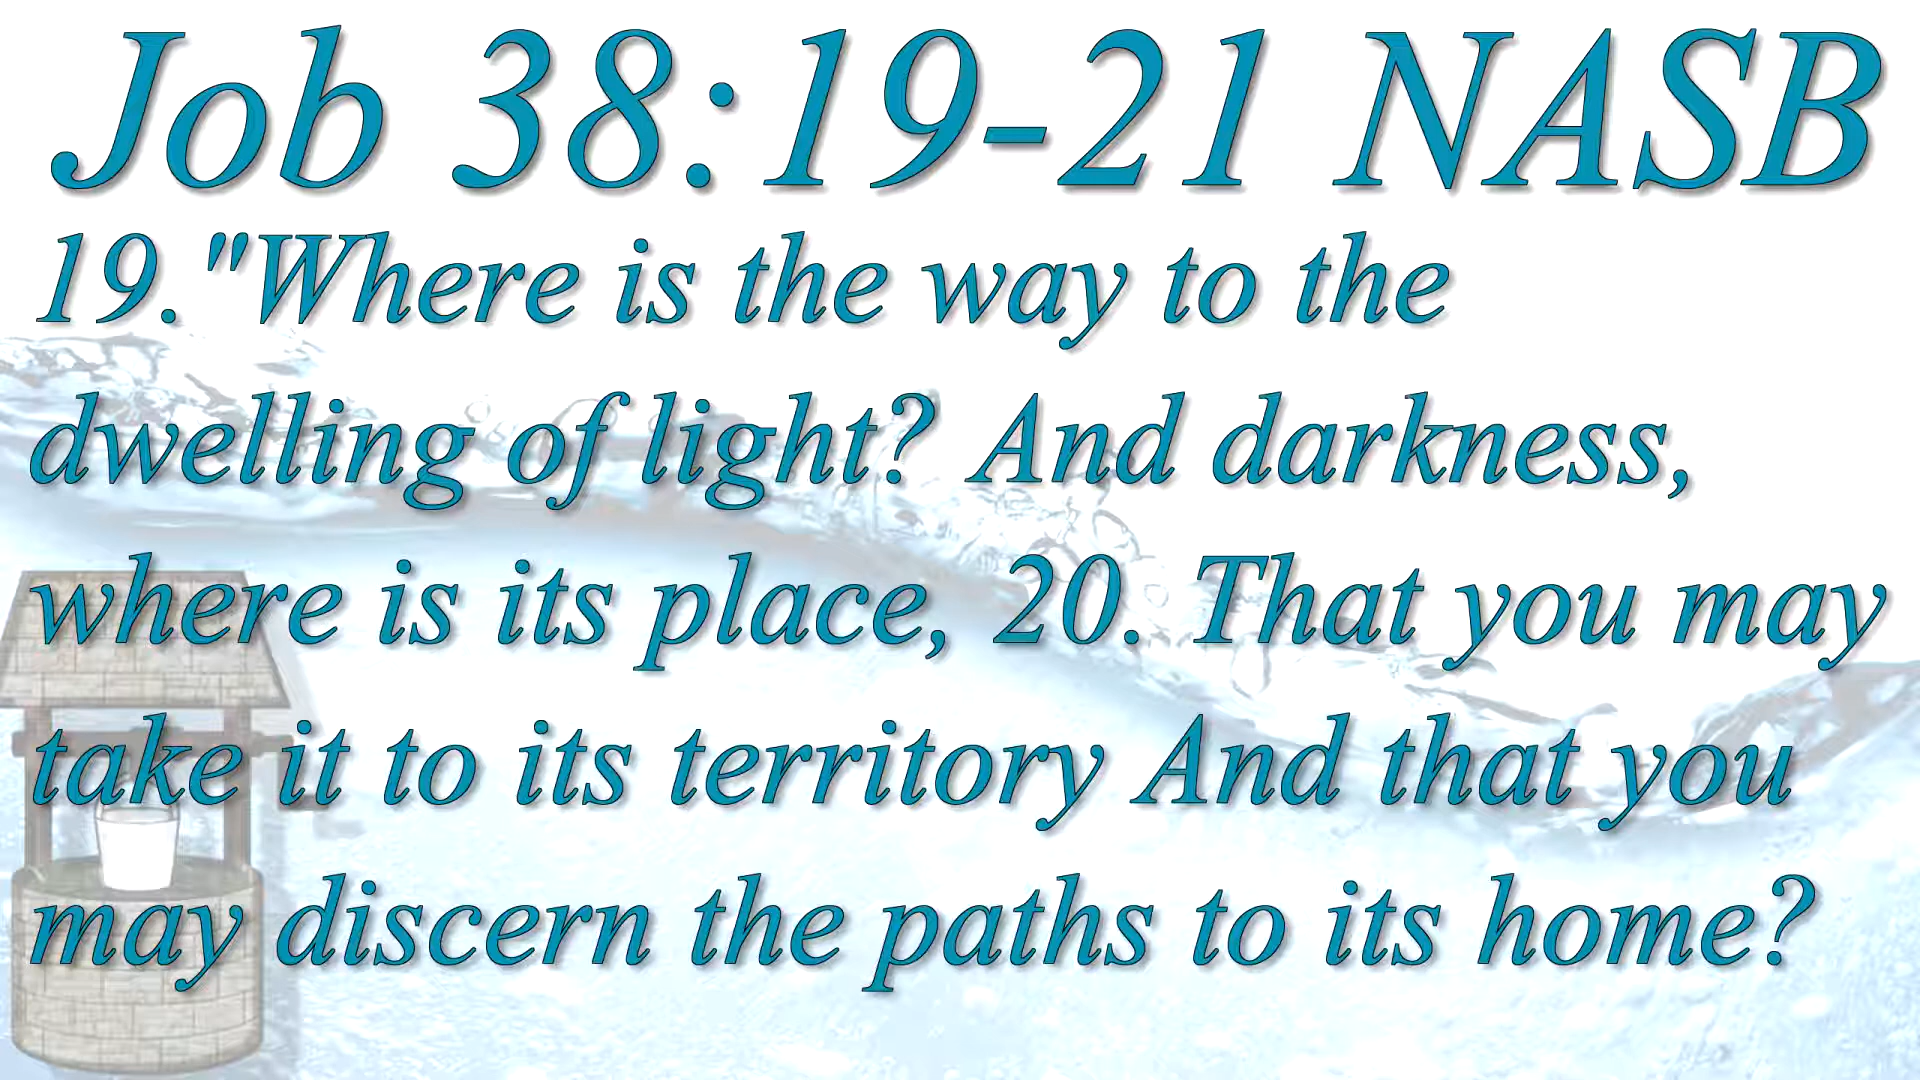 Job 38:19-21 NASB
19. "Where is the way to the
dwelling of light? And darkness,
where is its place, 20. That you may
take it to its territory And that you
may discern the paths to its home?